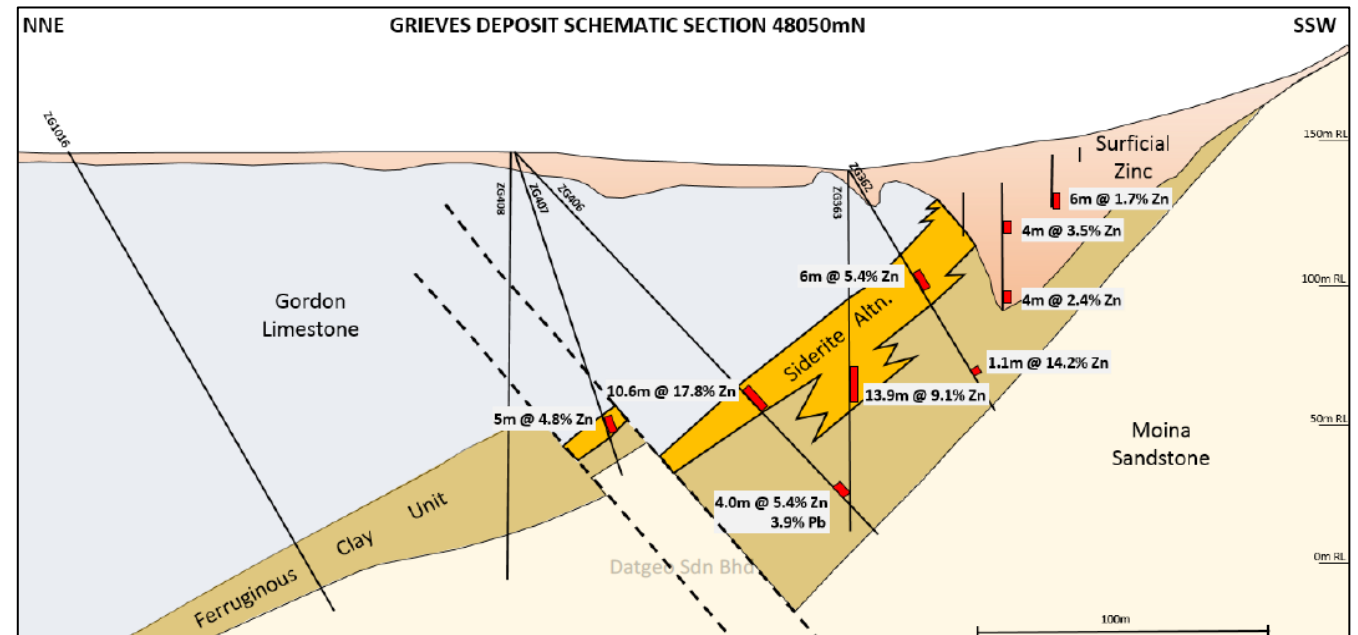 NNE
GRIEVES DEPOSIT SCHEMATIC SECTION 48050mN
SSW
ZG1016
150m RL
Surficial
Zinc
ZG408
ZG407
ZG406
ZG363
ZG362
6m @ 1.7% Zn
4m @ 3.5% Zn
6m @ 5.4% Zn
100m RL
Gordon
Limestone
4m @ 2.4% Zn
Siderite Altn.
1.1m @ 14.2% Zn
10.6m @ 17.8% Zn
13.9m @ 9.1% Zn
5m @ 4.8% Zn
50m RL
Moina
Sandstone
4.0m @ 5.4% Zn
3.9% Pb
Ferruginous Clay Unit
Datgeo Sdn Bhd
0m RL
100m